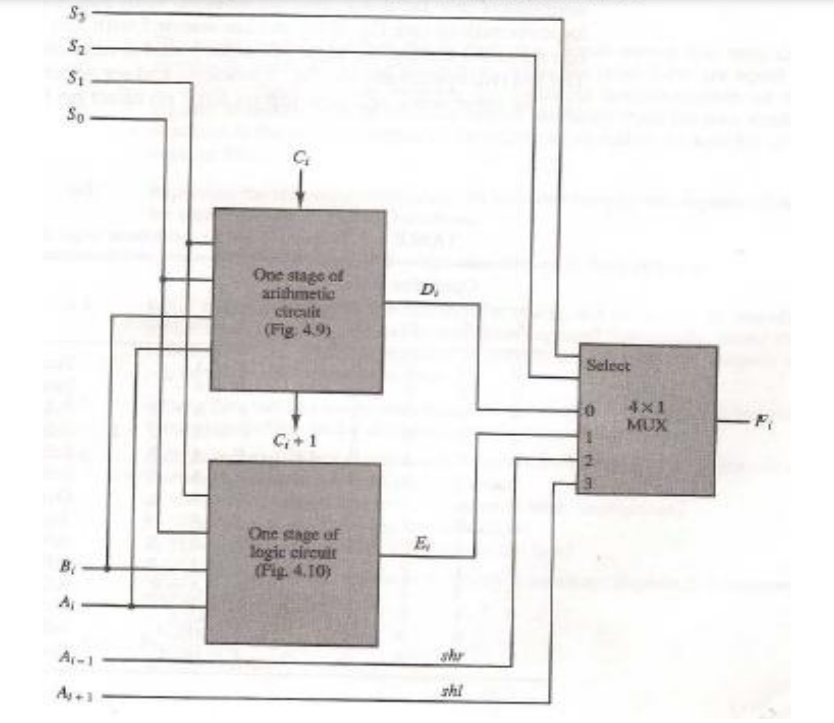 S3
S2
S1
S0
Ci
One stage of
arithmetic
circuit
(Fig. 4.9)
Di
Select
0
1
2
3
4 × 1
MUX
Fi
Ci + 1
One stage of
logic circuit
(Fig. 4.10)
Ei
Bi
Ai
Ai − 1
shr
Ai + 1
shl